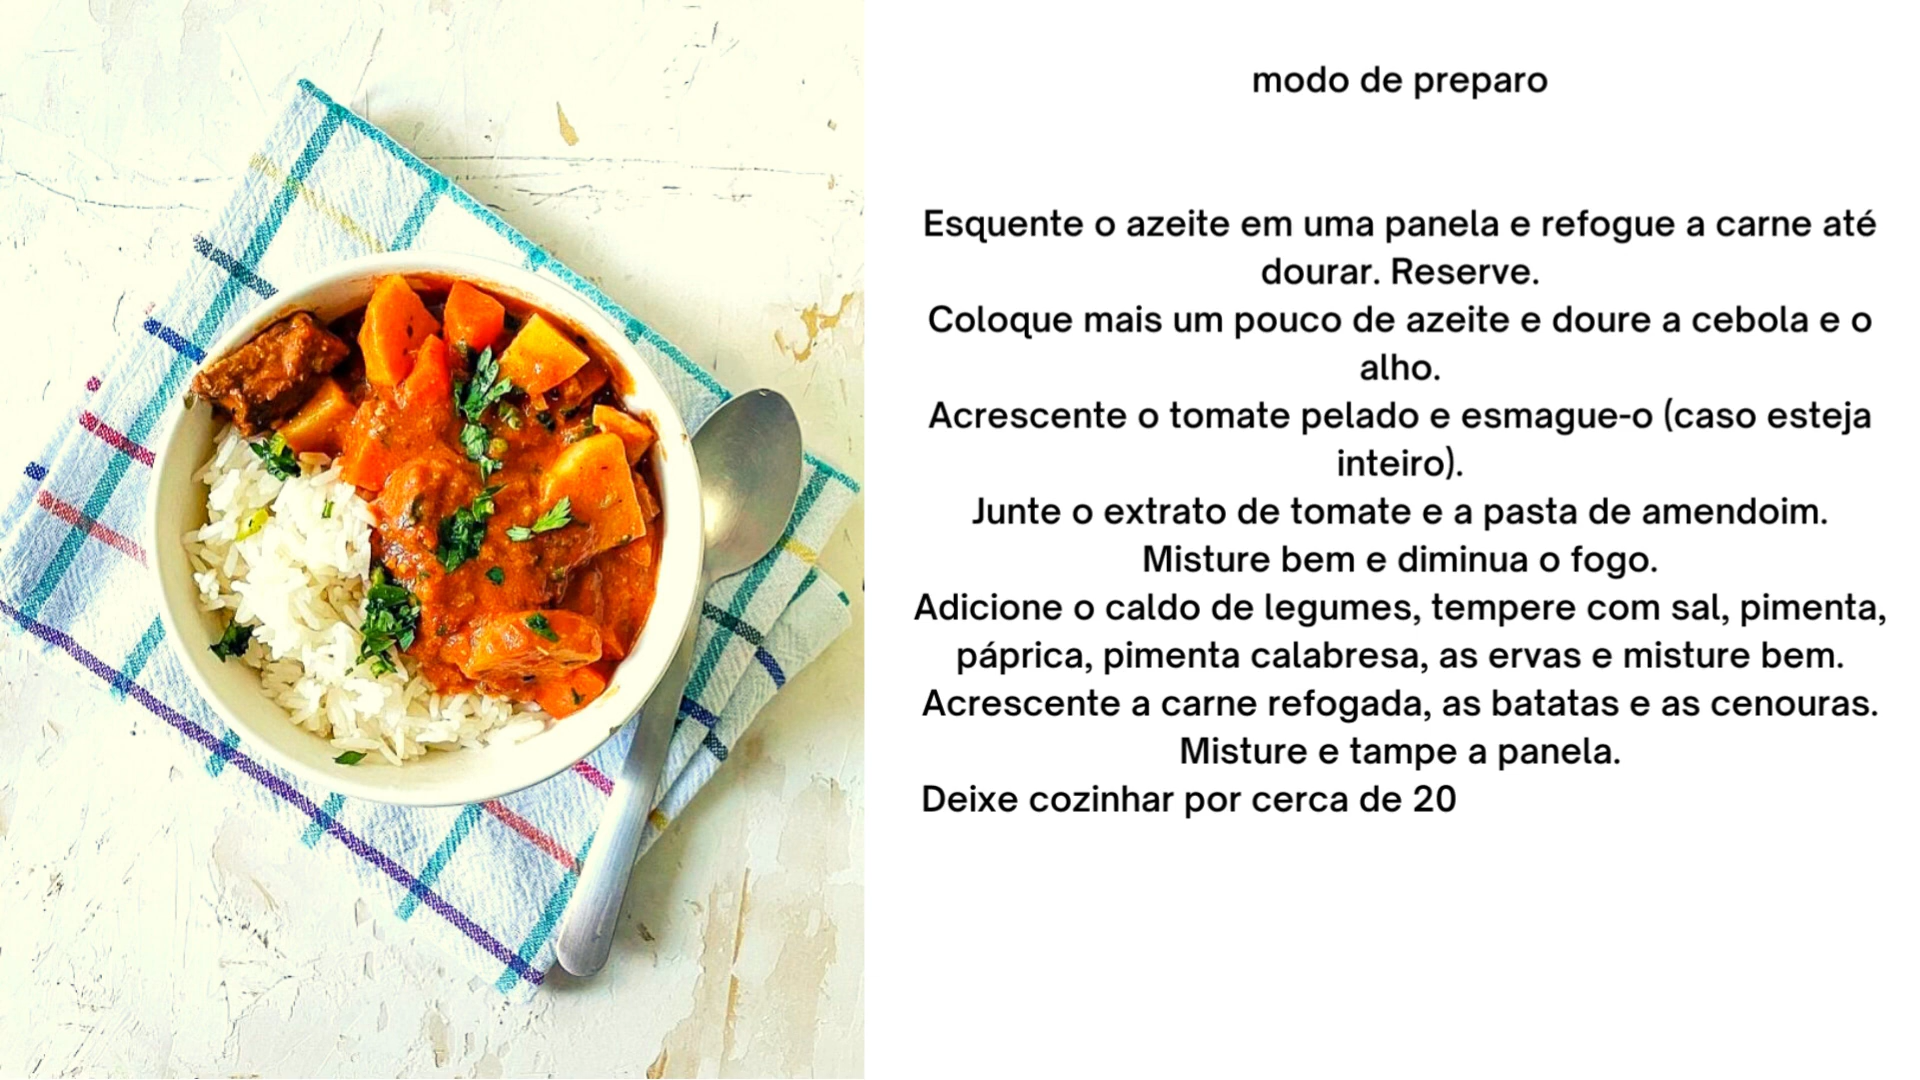 modo de preparo
Esquente o azeite em uma panela e refogue a carne até
dourar. Reserve.
Coloque mais um pouco de azeite e doure a cebola e o
alho.
Acrescente o tomate pelado e esmague-o (caso esteja
inteiro).
Junte o extrato de tomate e a pasta de amendoim.
Misture bem e diminua o fogo.
Adicione o caldo de legumes, tempere com sal, pimenta,
páprica, pimenta calabresa, as ervas e misture bem.
Acrescente a carne refogada, as batatas e as cenouras.
Misture e tampe a panela.
Deixe cozinhar por cerca de 20